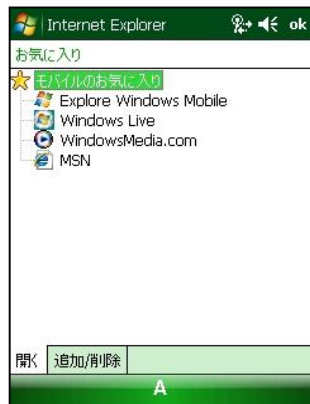 Internet Explorer ok
お気に入り
モバイルのお気に入り
Explore Windows Mobile
Windows Live
WindowsMedia.com
MSN
開く 追加/削除
A